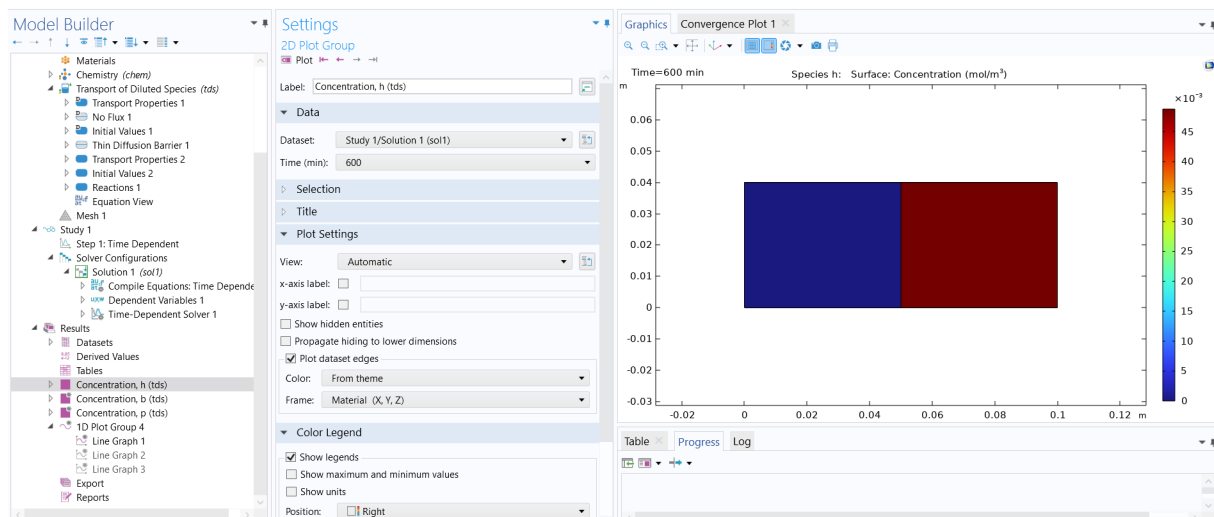 Model Builder
Materials
Chemistry (chem)
Transport of Diluted Species (tds)
Transport Properties 1
No Flux 1
Initial Values 1
Thin Diffusion Barrier 1
Transport Properties 2
Initial Values 2
Reactions 1
Equation View
Mesh 1
Study 1
Step 1: Time Dependent
Solver Configurations
Solution 1 (sol1)
Compile Equations: Time Depende
Dependent Variables 1
Time-Dependent Solver 1
Results
Datasets
Derived Values
Tables
Concentration, h (tds)
Concentration, b (tds)
Concentration, p (tds)
1D Plot Group 4
Line Graph 1
Line Graph 2
Line Graph 3
Export
Reports
Settings
2D Plot Group
Plot
Label: Concentration, h (tds)
Data
Dataset: Study 1/Solution 1 (sol1)
Time (min): 600
Selection
Title
Plot Settings
View: Automatic
x-axis label:
y-axis label:
Show hidden entities
Propagate hiding to lower dimensions
Plot dataset edges
Color: From theme
Frame: Material (X, Y, Z)
Color Legend
Show legends
Show maximum and minimum values
Show units
Position: Right
Graphics Convergence Plot 1
Time=600 min Species h: Surface: Concentration (mol/m³)
m
0.06
0.05
0.04
0.03
0.02
0.01
0
-0.01
-0.02
-0.03
-0.02 0 0.02 0.04 0.06 0.08 0.1 0.12 m
×10⁻³
45
40
35
30
25
20
15
10
5
0
Table Progress Log